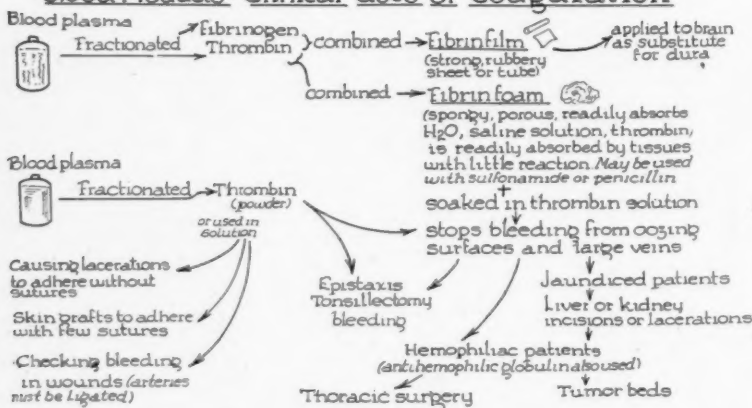 Clinical Uses of Coagulation
Blood plasma
Fractionated
Fibrinogen
Thrombin
combined
Fibrin film
(strong, rubbery
sheet or tube)
applied to brain
as substitute
for dura
combined
Fibrin foam
(spongy, porous, readily absorbs
H₂O, saline solution, thrombin,
is readily absorbed by tissues
with little reaction. May be used
with sulfonamide or penicillin
+
soaked in thrombin solution
Blood plasma
Fractionated
Thrombin
(powder)
or used in
solution
stops bleeding from oozing
surfaces and large veins
Causing lacerations
to adhere without
sutures
Skin grafts to adhere
with few sutures
Checking bleeding
in wounds (arteries
must be ligated)
Epistaxis
Tonsillectomy
bleeding
Jaundiced patients
Liver or kidney
incisions or lacerations
Hemophiliac patients
(antihemophilic globulin also used)
Thoracic surgery
Tumor beds